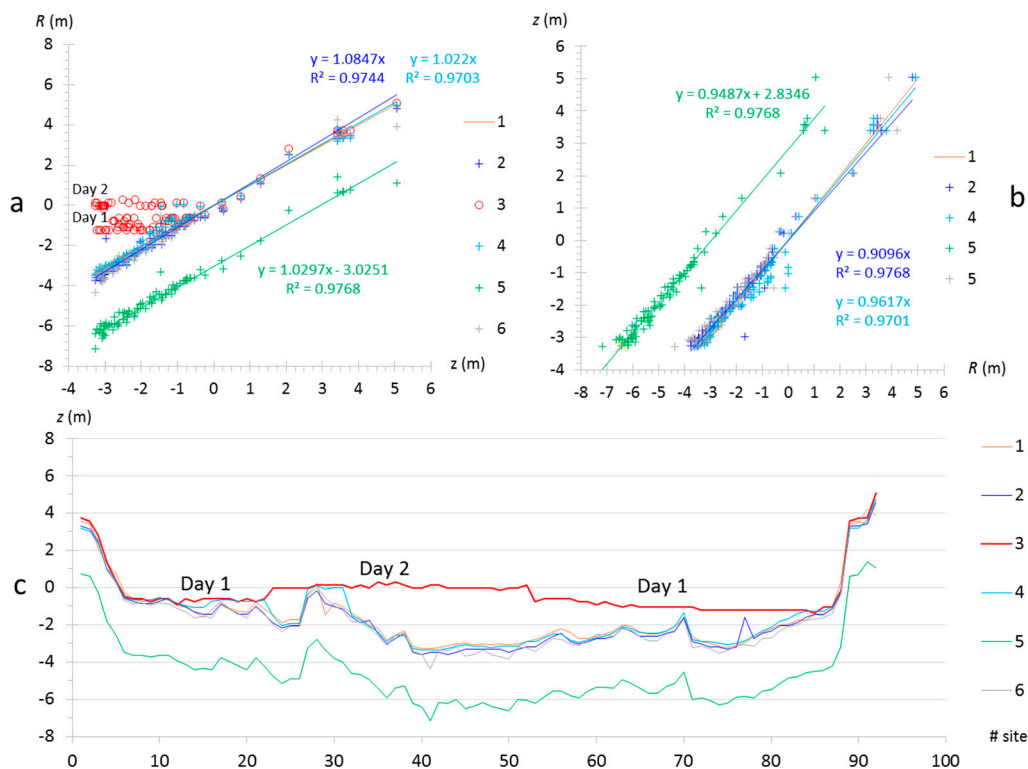 R (m)
8
6
4
2
0
-2
-4
-6
-8
-4 -3 -2 -1 0 1 2 3 4 5 6
z (m)
y = 1.0847x
R² = 0.9744
y = 1.022x
R² = 0.9703
Day 2
Day 1
y = 1.0297x - 3.0251
R² = 0.9768
1
2
3
4
5
6
a
z (m)
6
5
4
3
2
1
0
-1
-2
-3
-4
-8 -7 -6 -5 -4 -3 -2 -1 0 1 2 3 4 5 6
R (m)
y = 0.9487x + 2.8346
R² = 0.9768
y = 0.9096x
R² = 0.9768
y = 0.9617x
R² = 0.9701
1
2
4
5
5
b
z (m)
8
6
4
2
0
-2
-4
-6
-8
0 10 20 30 40 50 60 70 80 90 100
# site
Day 1
Day 2
Day 1
c
1
2
3
4
5
6